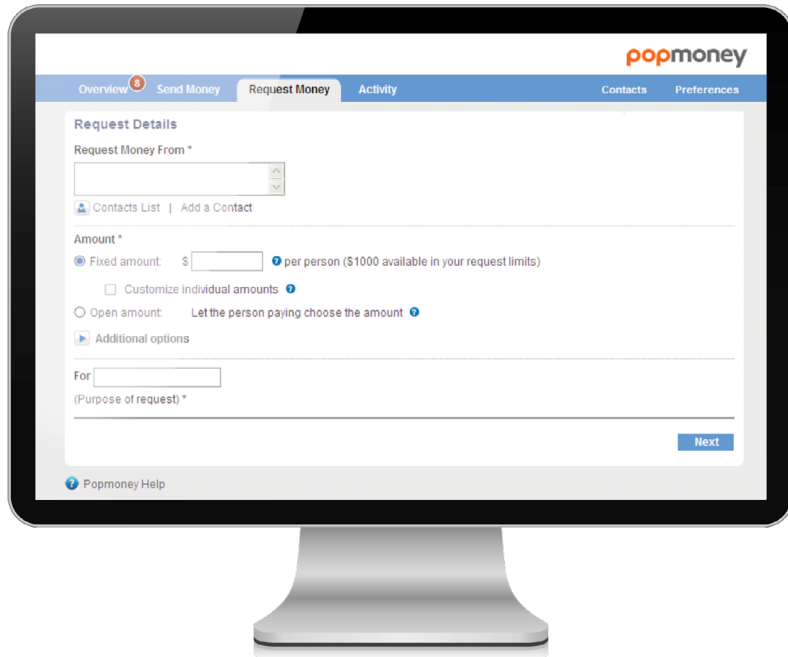 popmoney
Overview 8 Send Money Request Money Activity Contacts Preferences
Request Details
Request Money From *
Contacts List | Add a Contact
Amount *
Fixed amount: $ ? per person ($1000 available in your request limits)
Customize individual amounts ?
Open amount: Let the person paying choose the amount ?
Additional options
For
(Purpose of request) *
Next
? Popmoney Help